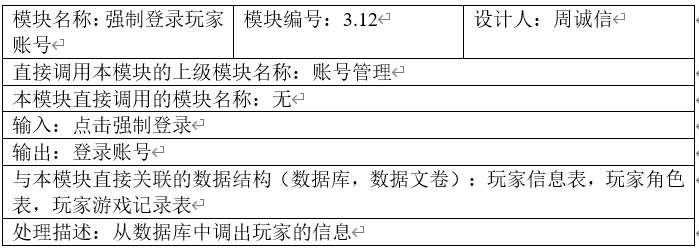 模块名称：强制登录玩家 模块编号：3.12 设计人：周诚信
账号
直接调用本模块的上级模块名称：账号管理
本模块直接调用的模块名称：无
输入：点击强制登录
输出：登录账号
与本模块直接关联的数据结构（数据库，数据文卷）：玩家信息表，玩家角色
表，玩家游戏记录表
处理描述：从数据库中调出玩家的信息